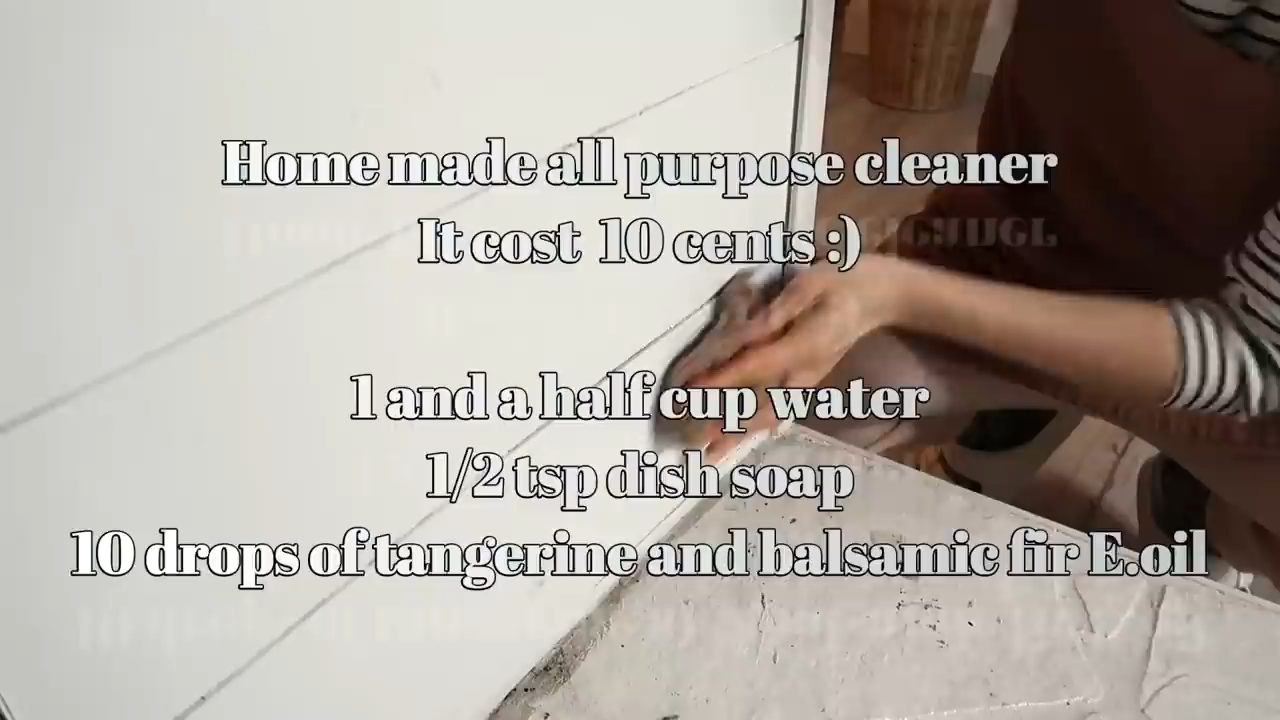 Home made all purpose cleaner
It cost 10 cents :)
1 and a half cup water
1/2 tsp dish soap
10 drops of tangerine and balsamic fir E.oil